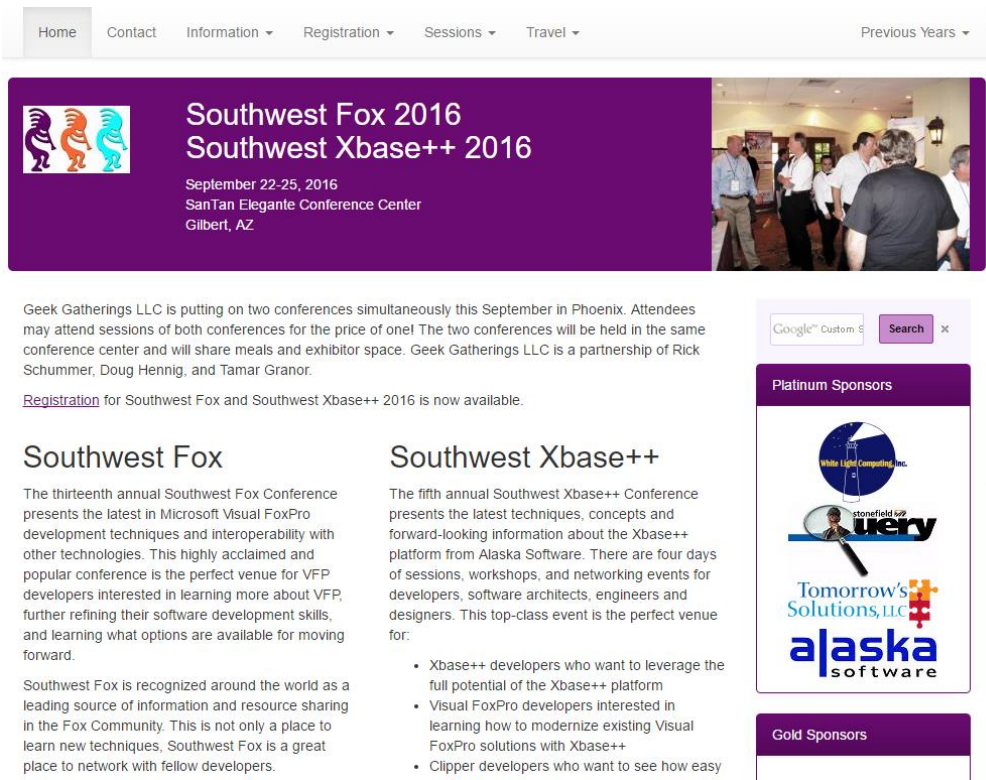 Home Contact Information Registration Sessions Travel Previous Years
Southwest Fox 2016
Southwest Xbase++ 2016
September 22-25, 2016
SanTan Elegante Conference Center
Gilbert, AZ
Geek Gatherings LLC is putting on two conferences simultaneously this September in Phoenix. Attendees
may attend sessions of both conferences for the price of one! The two conferences will be held in the same
conference center and will share meals and exhibitor space. Geek Gatherings LLC is a partnership of Rick
Schummer, Doug Hennig, and Tamar Granor.
Registration for Southwest Fox and Southwest Xbase++ 2016 is now available.
Southwest Fox
The thirteenth annual Southwest Fox Conference
presents the latest in Microsoft Visual FoxPro
development techniques and interoperability with
other technologies. This highly acclaimed and
popular conference is the perfect venue for VFP
developers interested in learning more about VFP,
further refining their software development skills,
and learning what options are available for moving
forward.
Southwest Fox is recognized around the world as a
leading source of information and resource sharing
in the Fox Community. This is not only a place to
learn new techniques, Southwest Fox is a great
place to network with fellow developers.
Southwest Xbase++
The fifth annual Southwest Xbase++ Conference
presents the latest techniques, concepts and
forward-looking information about the Xbase++
platform from Alaska Software. There are four days
of sessions, workshops, and networking events for
developers, software architects, engineers and
designers. This top-class event is the perfect venue
for:
• Xbase++ developers who want to leverage the
full potential of the Xbase++ platform
• Visual FoxPro developers interested in
learning how to modernize existing Visual
FoxPro solutions with Xbase++
• Clipper developers who want to see how easy
Google™ Custom S Search ×
Platinum Sponsors
White Light Computing, Inc.
stonefield
Query
Tomorrow's
Solutions, LLC
alaska
software
Gold Sponsors